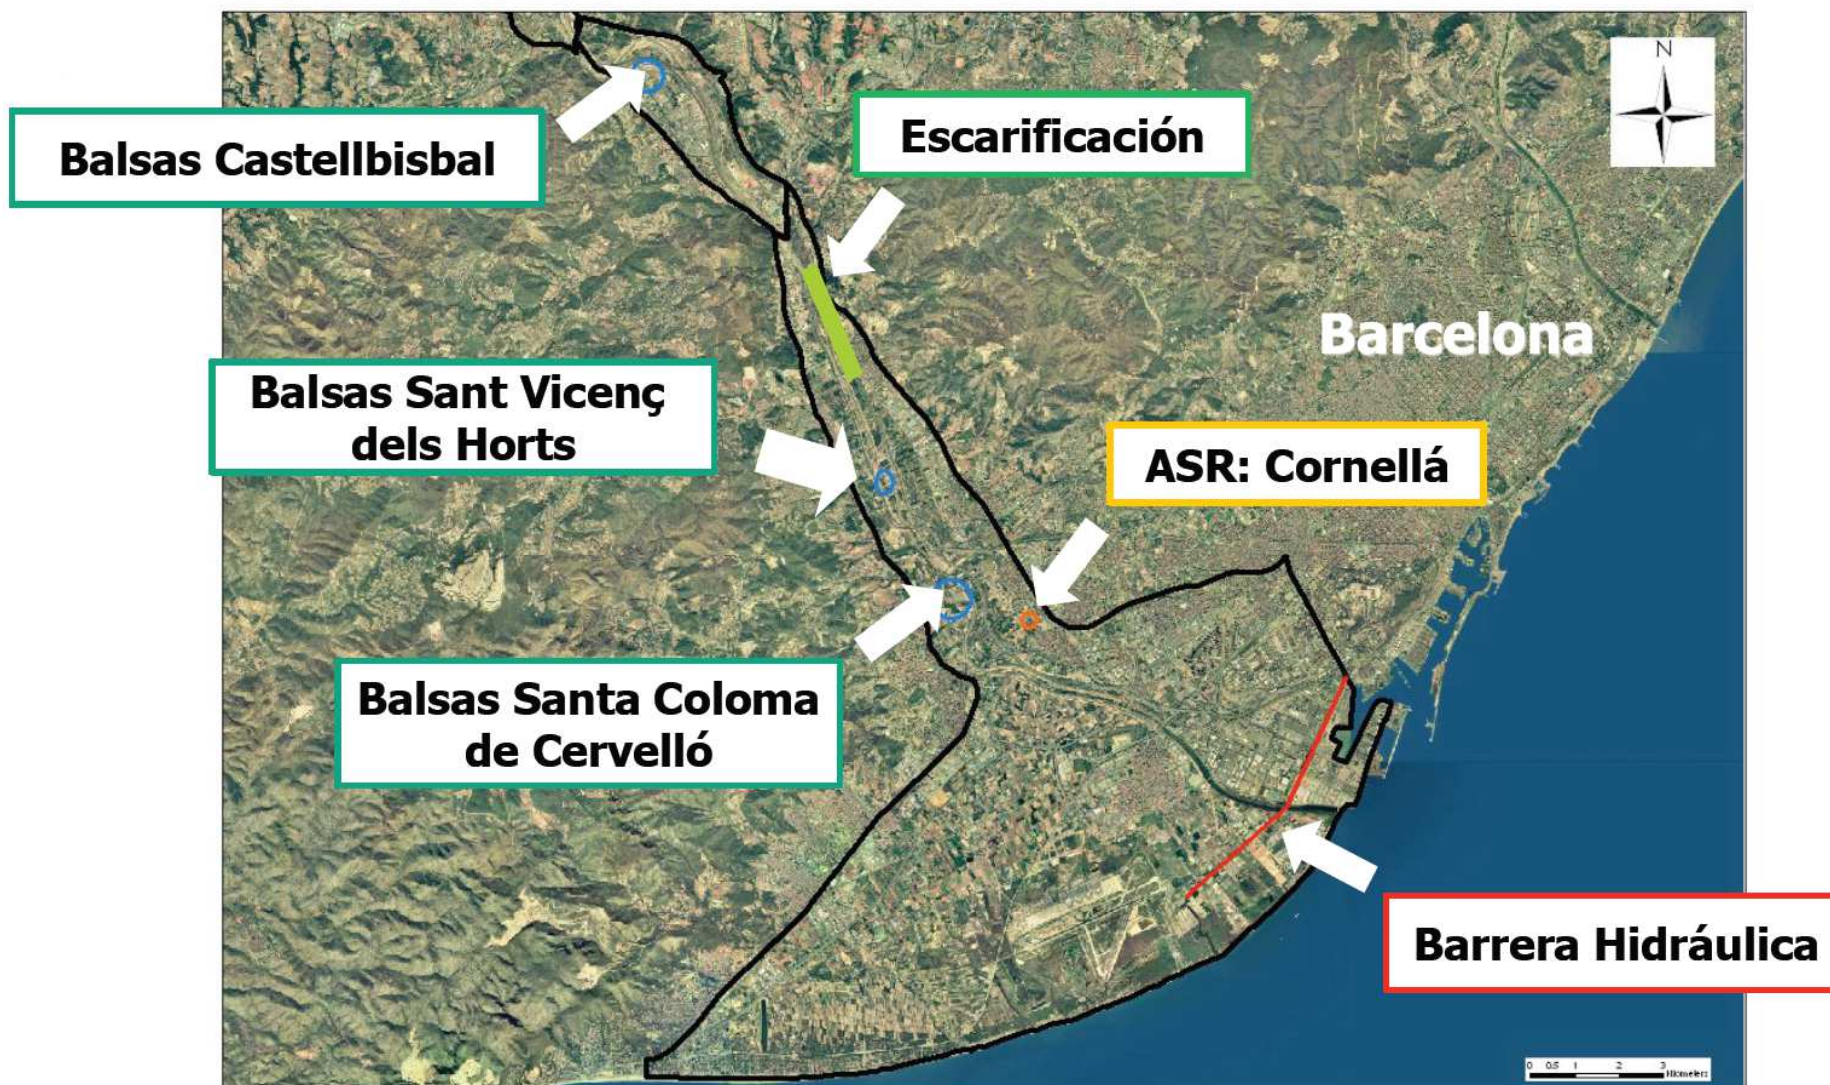 N
Balsas Castellbisbal
Escarificación
Barcelona
Balsas Sant Vicenç
dels Horts
ASR: Cornellá
Balsas Santa Coloma
de Cervelló
Barrera Hidráulica
0 0.5 1 2 3
Kilometers